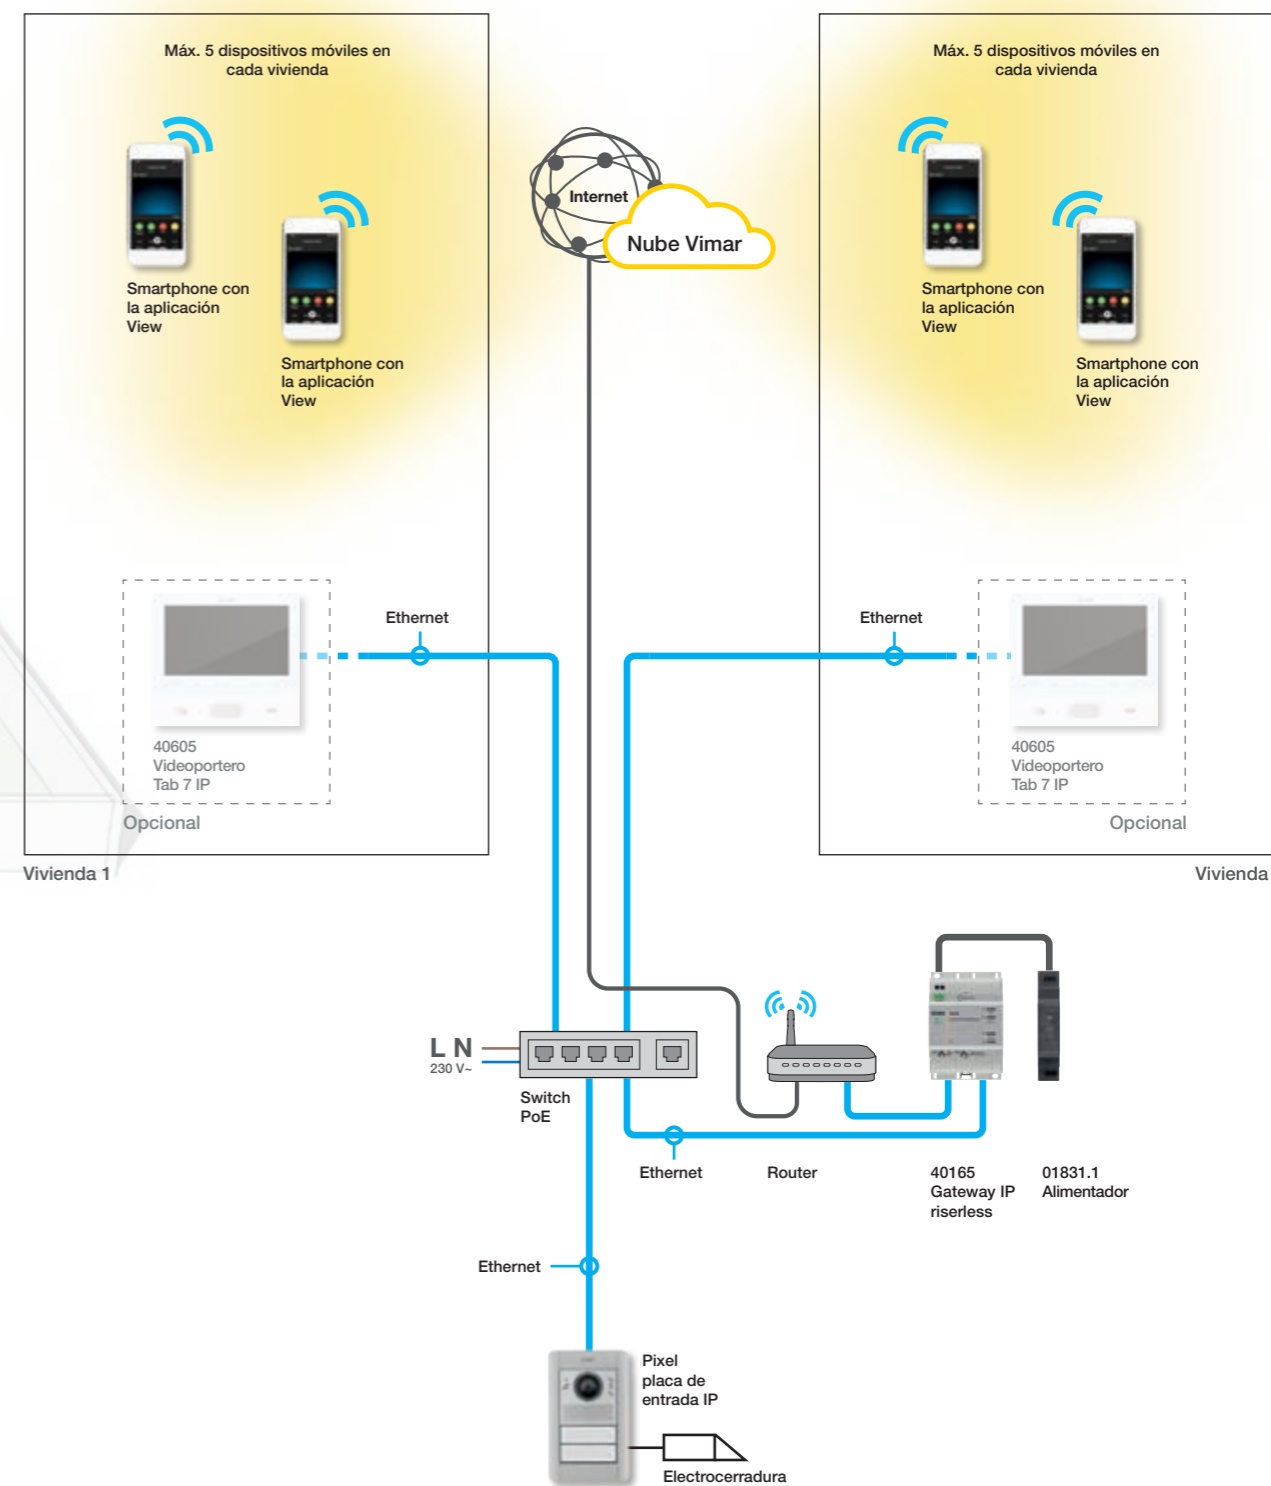 Máx. 5 dispositivos móviles en
cada vivienda
Máx. 5 dispositivos móviles en
cada vivienda
Internet
Nube Vimar
Smartphone con
la aplicación
View
Smartphone con
la aplicación
View
Smartphone con
la aplicación
View
Smartphone con
la aplicación
View
Ethernet
Ethernet
40605
Videoportero
Tab 7 IP
Opcional
40605
Videoportero
Tab 7 IP
Opcional
Vivienda 1
Vivienda
L N
230 V~
Switch
PoE
Ethernet
Router
40165
Gateway IP
riserless
01831.1
Alimentador
Ethernet
Pixel
placa de
entrada IP
Electrocerradura